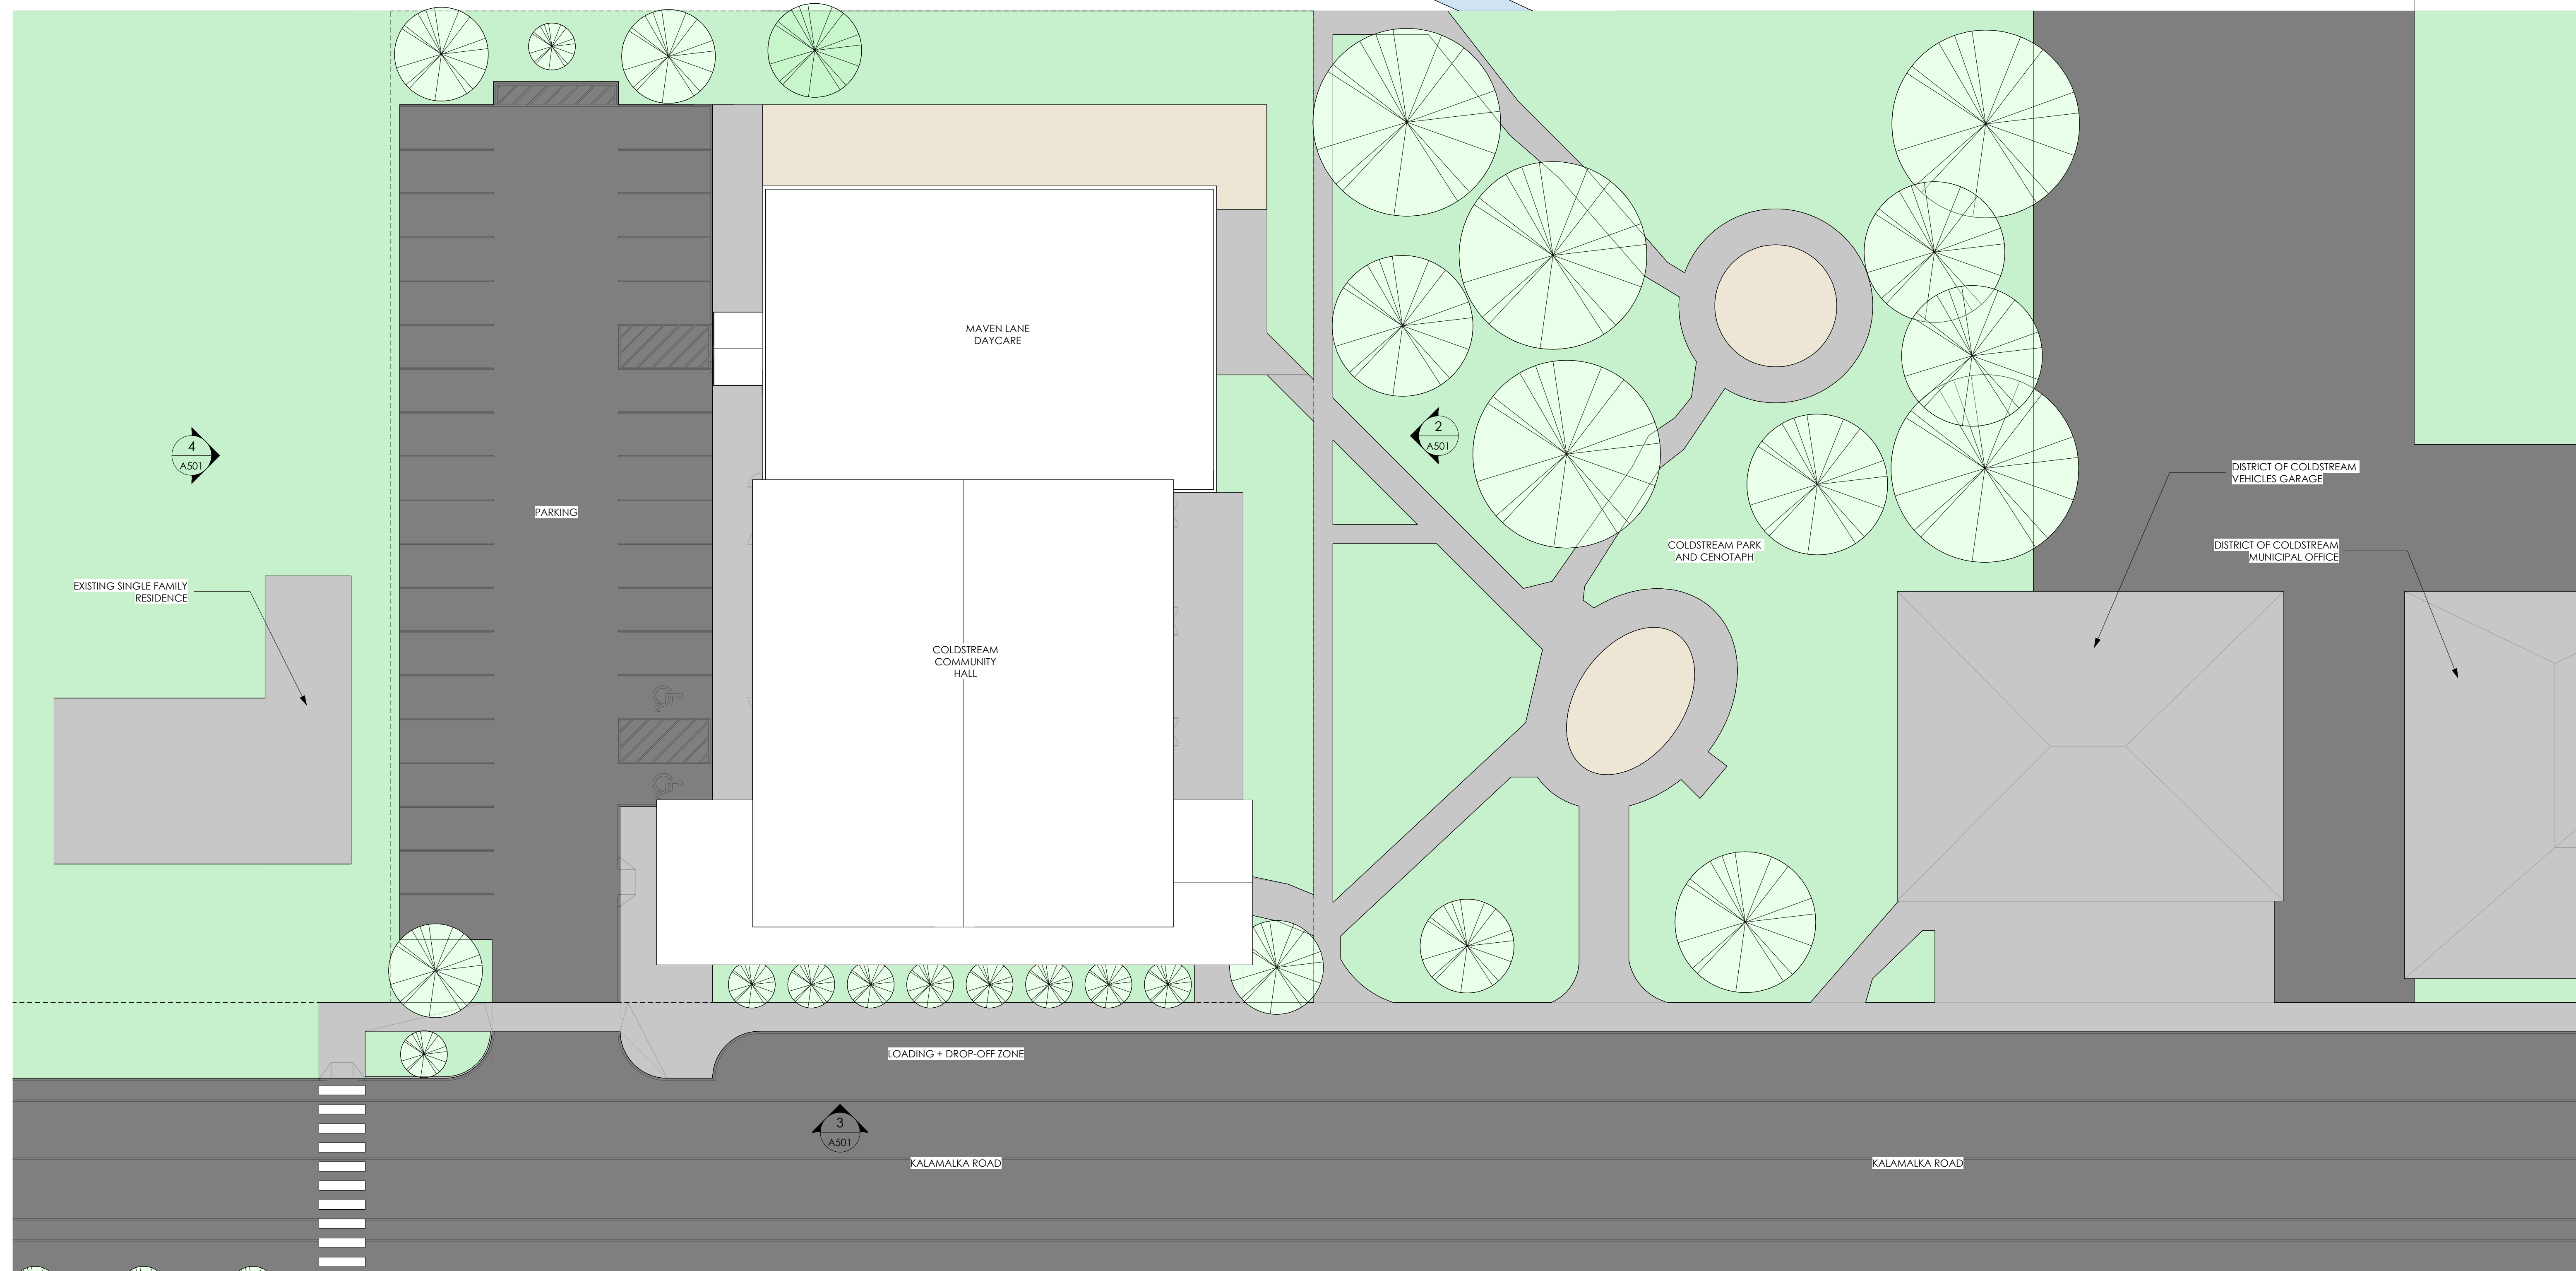 MAVEN LANE
DAYCARE
2
A501
4
A501
DISTRICT OF COLDSTREAM
VEHICLES GARAGE
PARKING
COLDSTREAM PARK
AND CENOTAPH
DISTRICT OF COLDSTREAM
MUNICIPAL OFFICE
EXISTING SINGLE FAMILY
RESIDENCE
COLDSTREAM
COMMUNITY
HALL
LOADING + DROP-OFF ZONE
3
A501
KALAMALKA ROAD
KALAMALKA ROAD